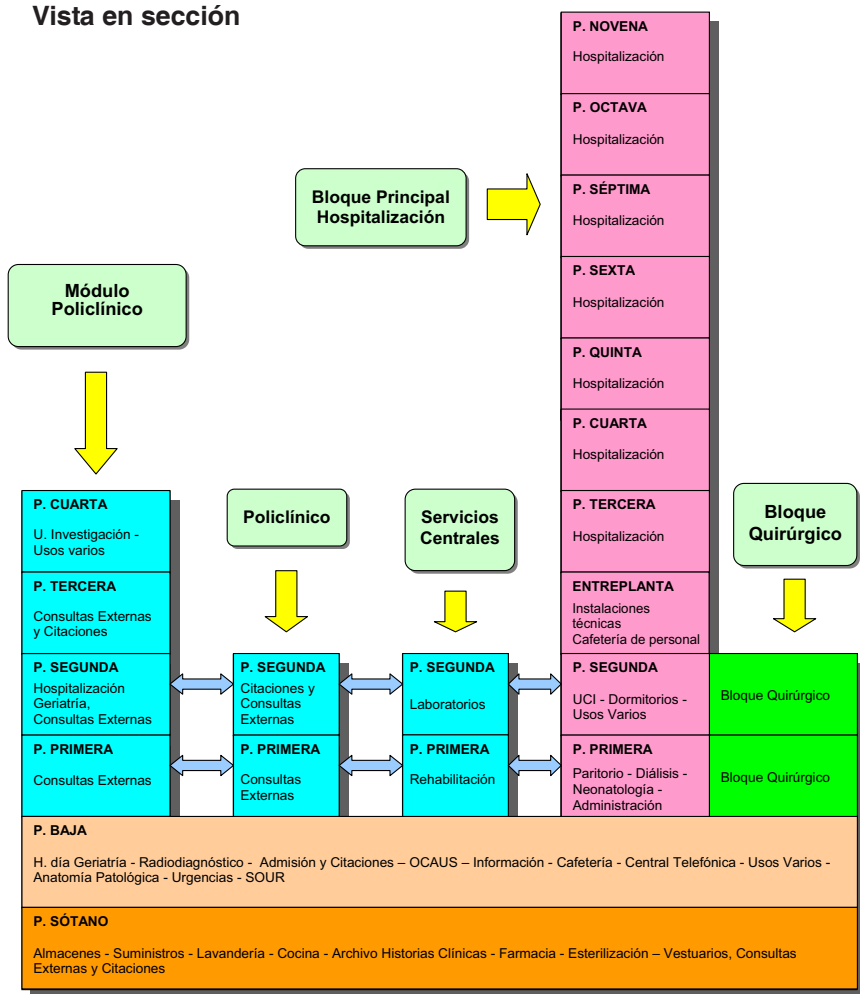 Vista en sección
P. NOVENA
Hospitalización
P. OCTAVA
Hospitalización
Bloque Principal
Hospitalización
P. SÉPTIMA
Hospitalización
P. SEXTA
Hospitalización
Módulo
Policlínico
P. QUINTA
Hospitalización
P. CUARTA
Hospitalización
P. CUARTA
U. Investigación -
Usos varios
Policlínico
Servicios
Centrales
P. TERCERA
Hospitalización
Bloque
Quirúrgico
P. TERCERA
Consultas Externas
y Citaciones
ENTREPLANTA
Instalaciones
técnicas
Cafetería de personal
P. SEGUNDA
Hospitalización
Geriatría,
Consultas Externas
P. SEGUNDA
Citaciones y
Consultas
Externas
P. SEGUNDA
Laboratorios
P. SEGUNDA
UCI - Dormitorios -
Usos Varios
Bloque Quirúrgico
P. PRIMERA
Consultas Externas
P. PRIMERA
Consultas
Externas
P. PRIMERA
Rehabilitación
P. PRIMERA
Paritorio - Diálisis -
Neonatología -
Administración
Bloque Quirúrgico
P. BAJA
H. día Geriatría - Radiodiagnóstico - Admisión y Citaciones – OCAUS – Información - Cafetería - Central Telefónica - Usos Varios -
Anatomía Patológica - Urgencias - SOUR
P. SÓTANO
Almacenes - Suministros - Lavandería - Cocina - Archivo Historias Clínicas - Farmacia - Esterilización – Vestuarios, Consultas
Externas y Citaciones